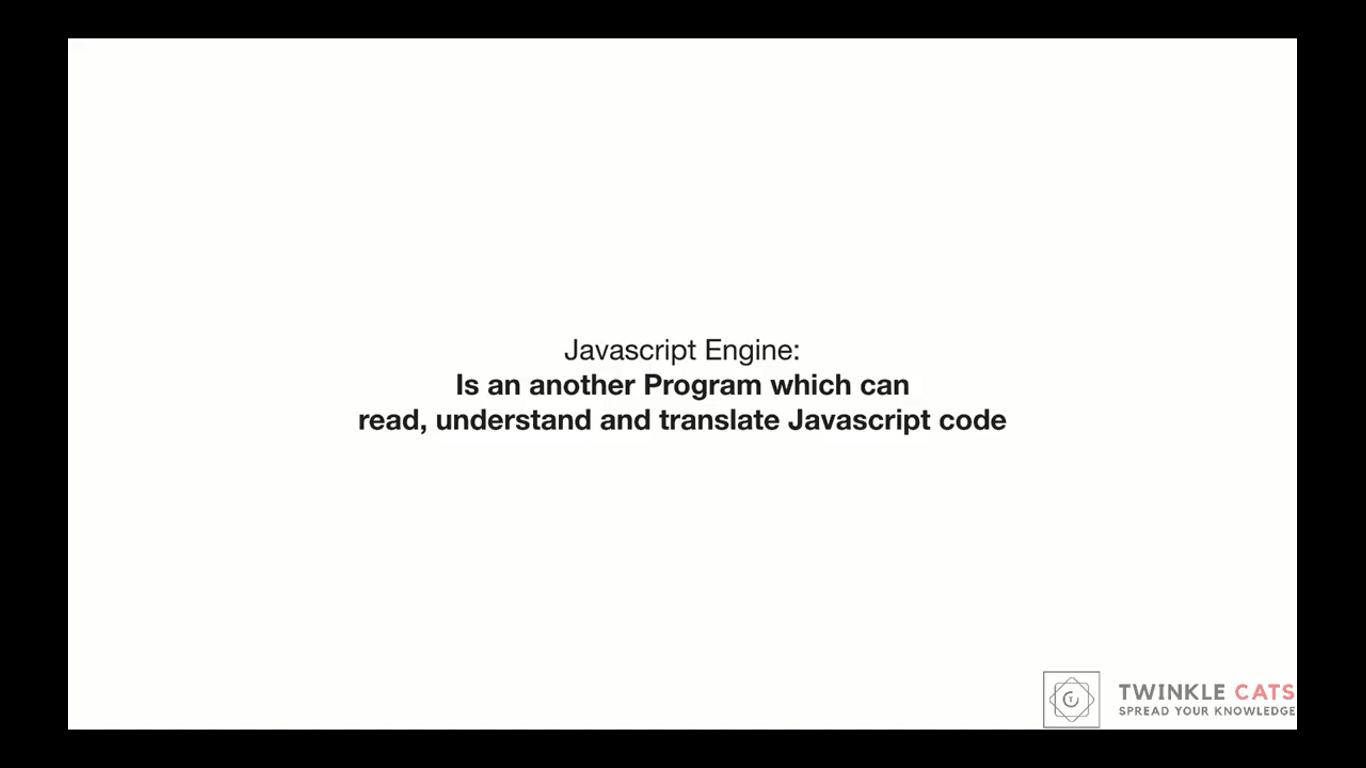 Javascript Engine:
Is an another Program which can
read, understand and translate Javascript code
TWINKLE CATS
SPREAD YOUR KNOWLEDGE